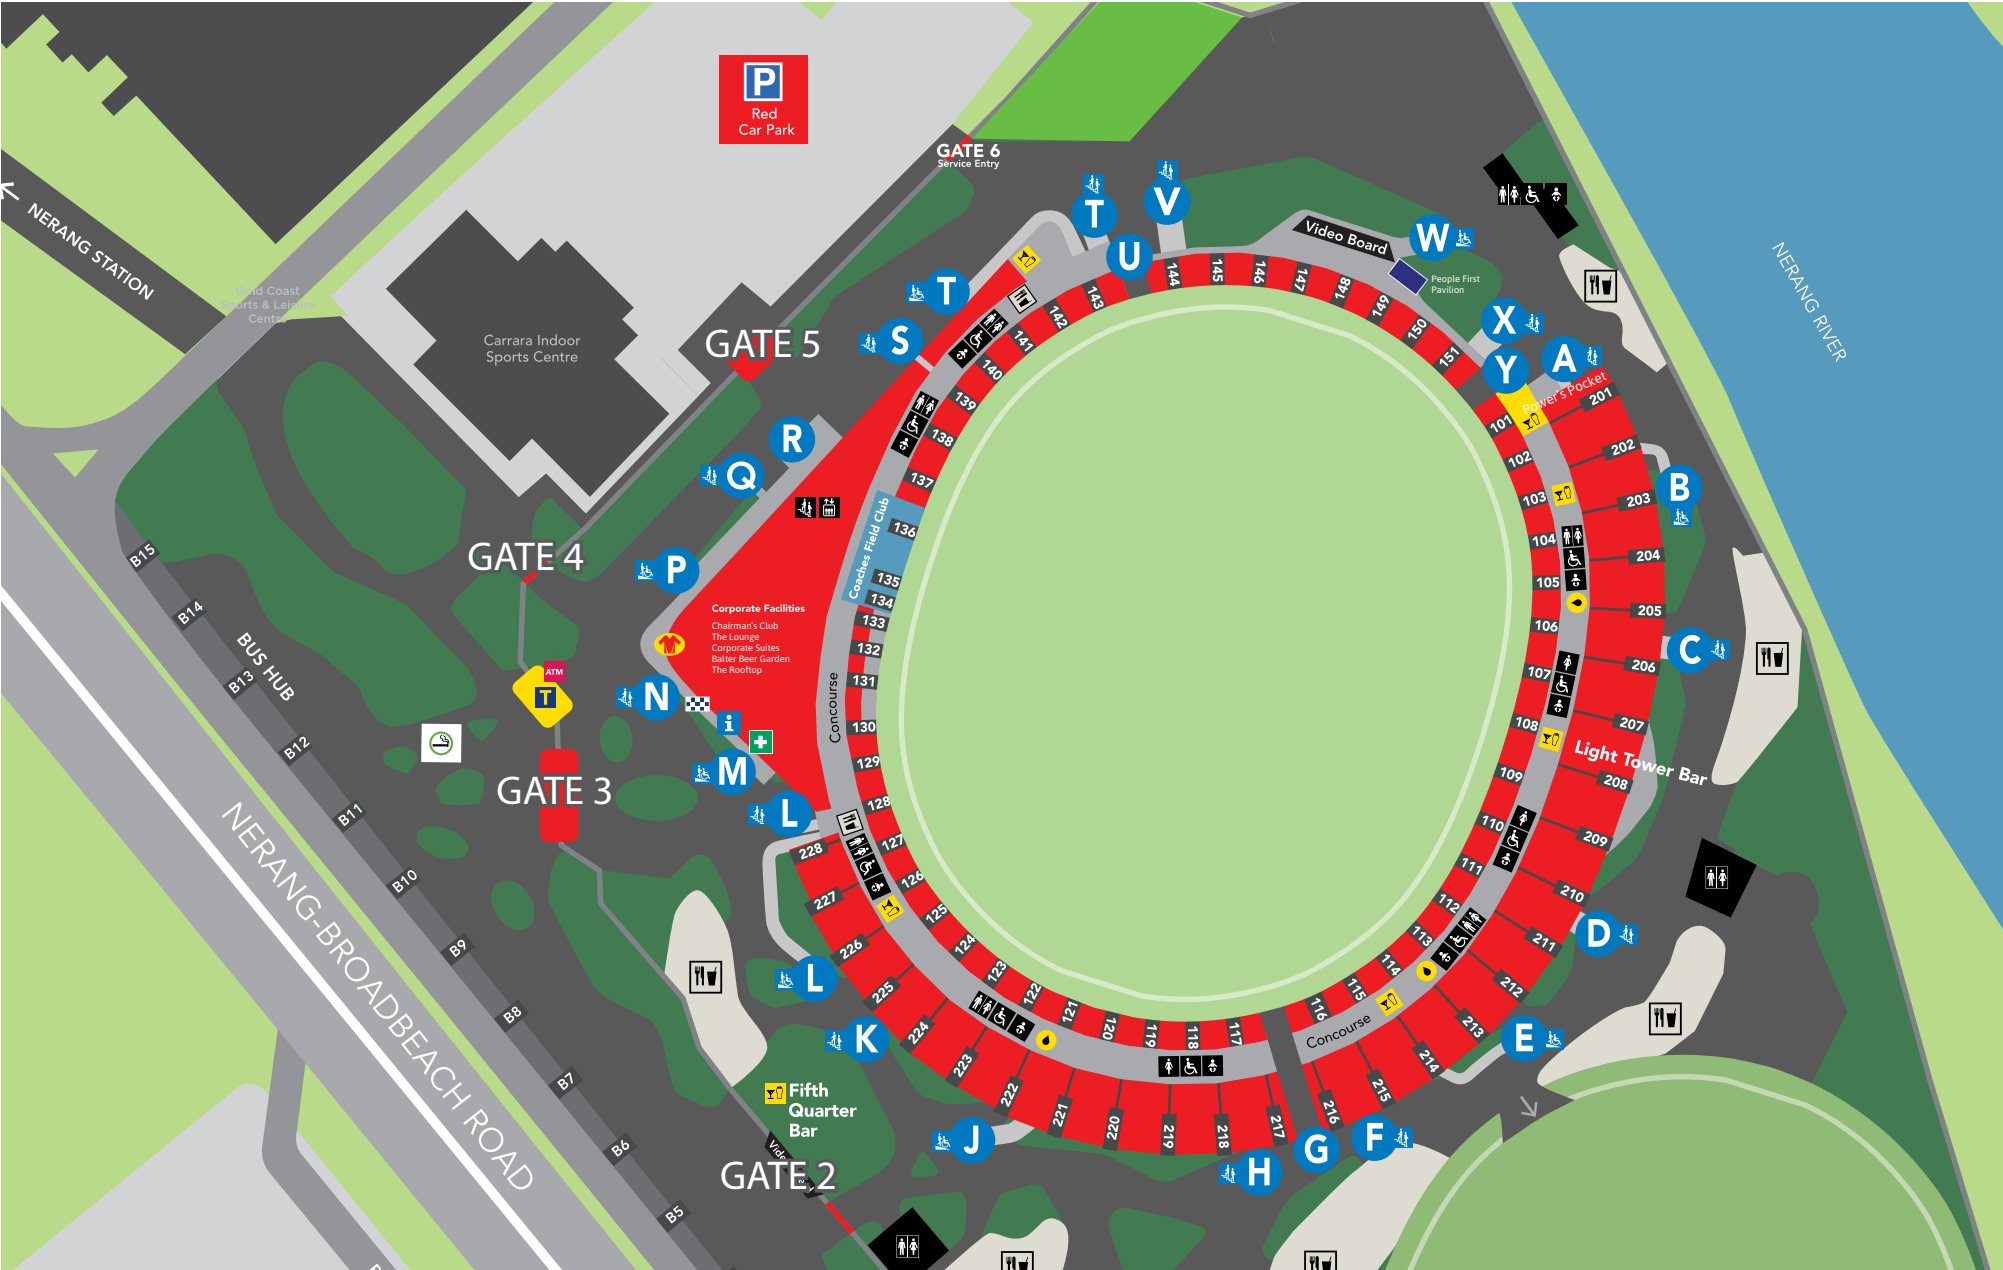 P
Red
Car Park
GATE 6
Service Entry
NERANG STATION
Gold Coast
Sports & Leisure
Centre
Carrara Indoor
Sports Centre
GATE 5
GATE 4
GATE 3
GATE 2
T
V
U
T
S
R
Q
P
N
M
L
L
K
J
H
G
F
E
D
C
B
A
Y
X
W
Video Board
People First
Pavilion
Power's Pocket
NERANG RIVER
Light Tower Bar
Coaches Field Club
Corporate Facilities
Chairman's Club
The Lounge
Corporate Suites
Balter Beer Garden
The Rooftop
Concourse
Concourse
ATM
T
i
BUS HUB
B15
B14
B13
B12
B11
B10
B9
B8
B7
B6
B5
NERANG-BROADBEACH ROAD
Fifth
Quarter
Bar
101
102
103
104
105
106
107
108
109
110
111
112
113
114
115
116
117
118
119
120
121
122
123
124
125
126
127
128
129
130
131
132
133
134
135
136
137
138
139
140
141
142
143
144
145
146
147
148
149
150
151
201
202
203
204
205
206
207
208
209
210
211
212
213
214
215
216
217
218
219
220
221
222
223
224
225
226
227
228